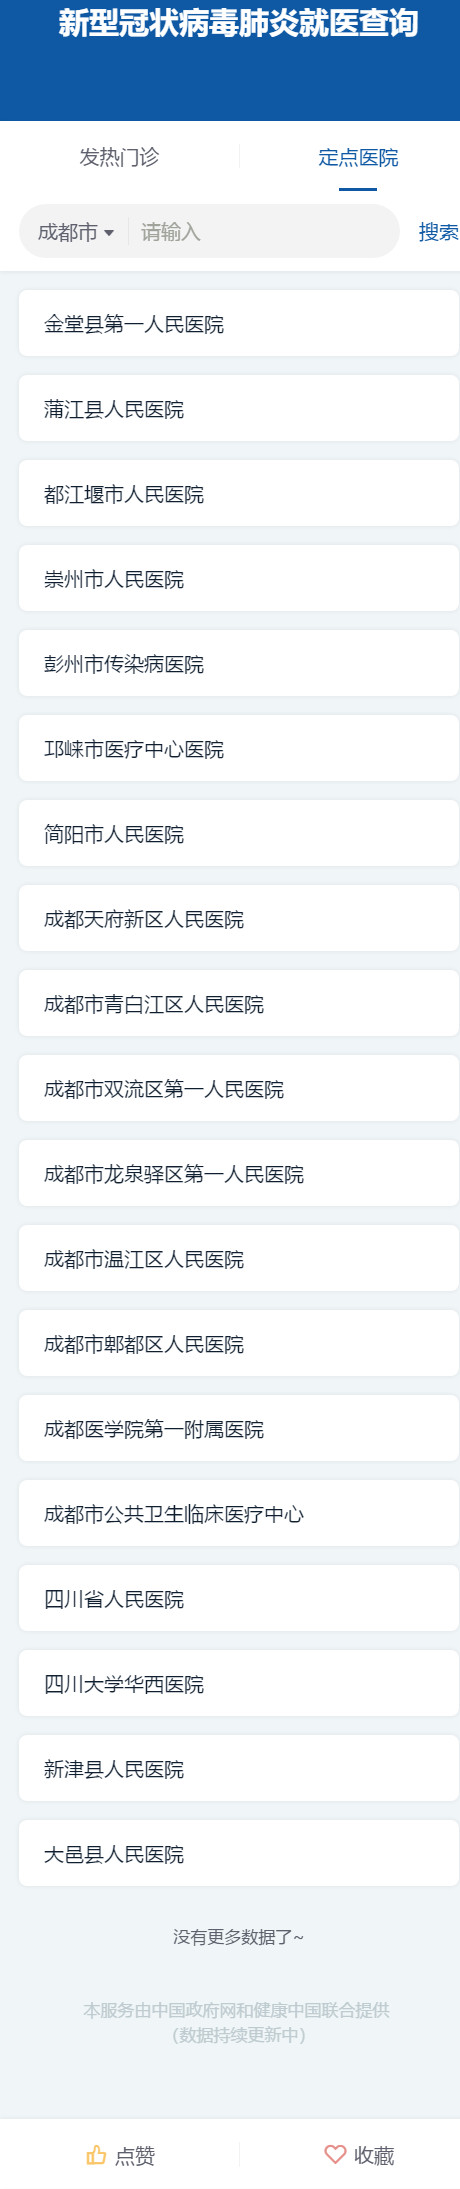 新型冠状病毒肺炎就医查询
发热门诊 定点医院
成都市 请输入 搜索
金堂县第一人民医院
蒲江县人民医院
都江堰市人民医院
崇州市人民医院
彭州市传染病医院
邛崃市医疗中心医院
简阳市人民医院
成都天府新区人民医院
成都市青白江区人民医院
成都市双流区第一人民医院
成都市龙泉驿区第一人民医院
成都市温江区人民医院
成都市郫都区人民医院
成都医学院第一附属医院
成都市公共卫生临床医疗中心
四川省人民医院
四川大学华西医院
新津县人民医院
大邑县人民医院
没有更多数据了~
本服务由中国政府网和健康中国联合提供
（数据持续更新中）
点赞 收藏